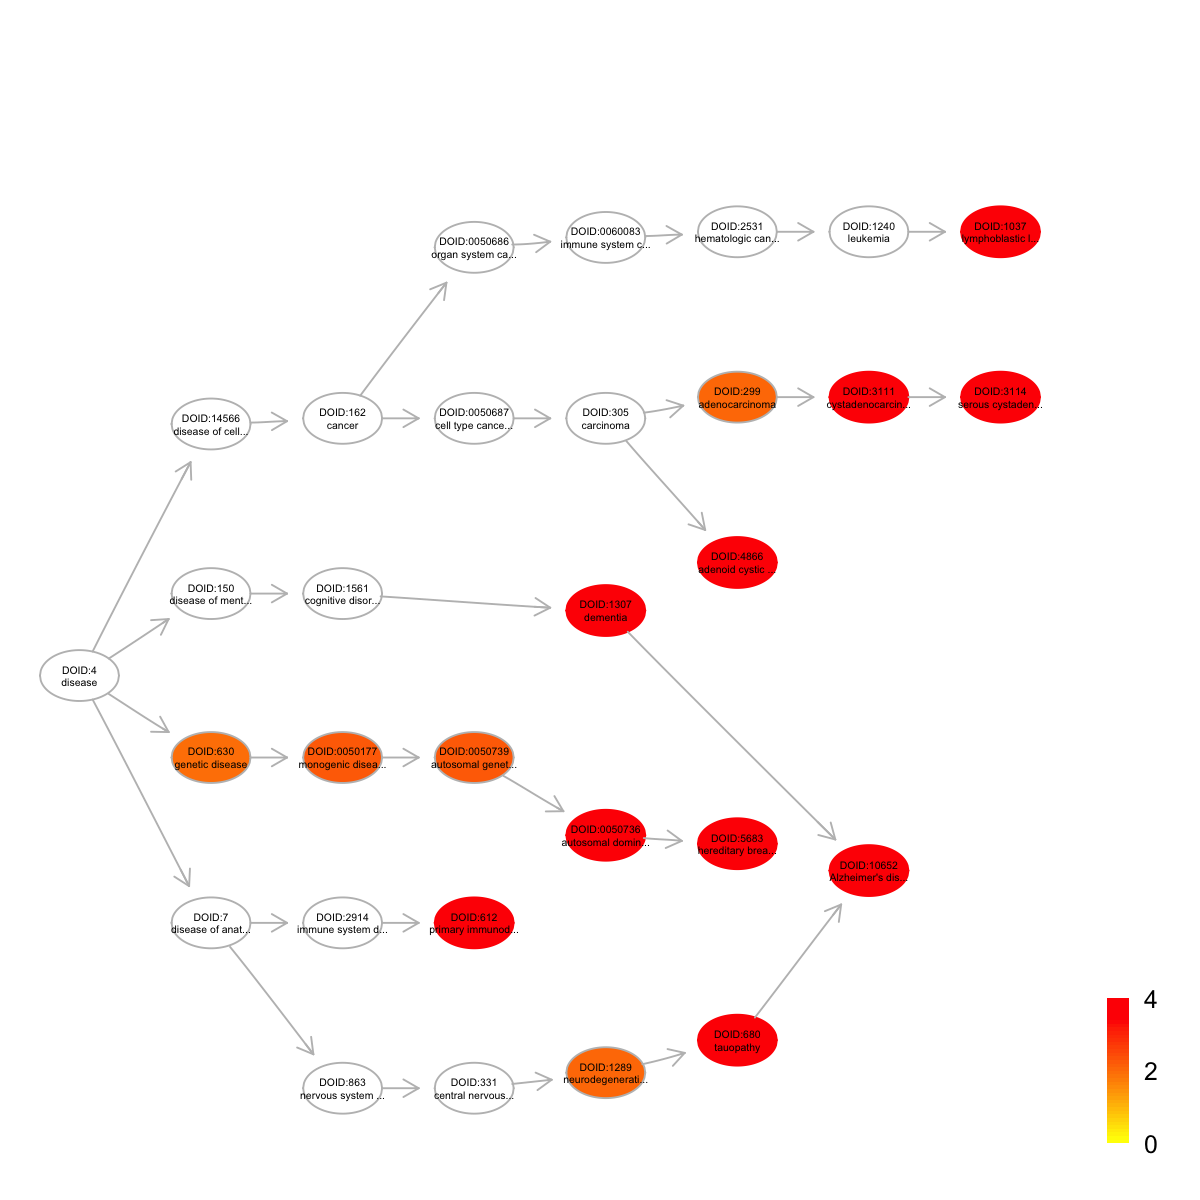 DOID:2531
hematologic can...
DOID:1240
leukemia
DOID:1037
lymphoblastic l...
DOID:0060083
immune system c...
DOID:0050686
organ system ca...
DOID:299
adenocarcinoma
DOID:3111
cystadenocarcin...
DOID:3114
serous cystaden...
DOID:14566
disease of cell...
DOID:162
cancer
DOID:0050687
cell type cance...
DOID:305
carcinoma
DOID:4866
adenoid cystic ...
DOID:150
disease of ment...
DOID:1561
cognitive disor...
DOID:1307
dementia
DOID:4
disease
DOID:630
genetic disease
DOID:0050177
monogenic disea...
DOID:0050739
autosomal genet...
DOID:0050736
autosomal domin...
DOID:5683
hereditary brea...
DOID:10652
Alzheimer's dis...
DOID:7
disease of anat...
DOID:2914
immune system d...
DOID:612
primary immunod...
DOID:680
tauopathy
DOID:1289
neurodegenerati...
DOID:863
nervous system ...
DOID:331
central nervous...
4
2
0